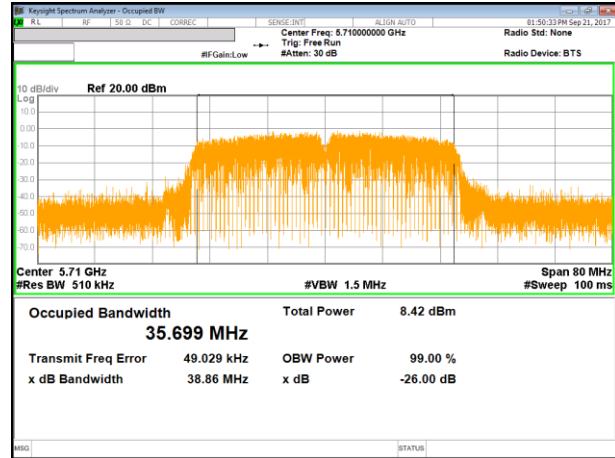 Keysight Spectrum Analyzer - Occupied BW
RL RF 50 Ω DC CORREC SENSE:INT ALIGN AUTO 01:50:33 PM Sep 21, 2017
Center Freq: 5.710000000 GHz Radio Std: None
Trig: Free Run
#IFGain:Low #Atten: 30 dB Radio Device: BTS
10 dB/div Ref 20.00 dBm
Log
10.0
0.00
-10.0
-20.0
-30.0
-40.0
-50.0
-60.0
-70.0
Center 5.71 GHz Span 80 MHz
#Res BW 510 kHz #VBW 1.5 MHz #Sweep 100 ms
Occupied Bandwidth Total Power 8.42 dBm
35.699 MHz
Transmit Freq Error 49.029 kHz OBW Power 99.00 %
x dB Bandwidth 38.86 MHz x dB -26.00 dB
MSG STATUS